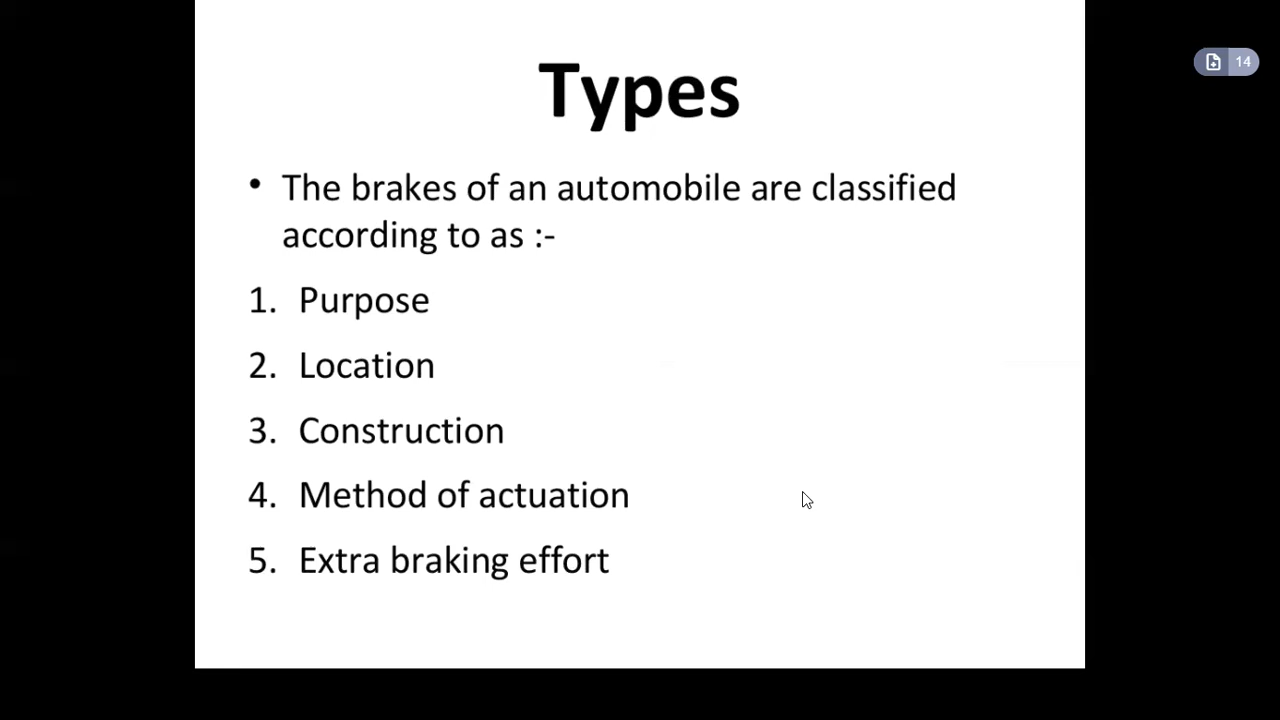 14
Types
• The brakes of an automobile are classified
according to as :-
1. Purpose
2. Location
3. Construction
4. Method of actuation
5. Extra braking effort